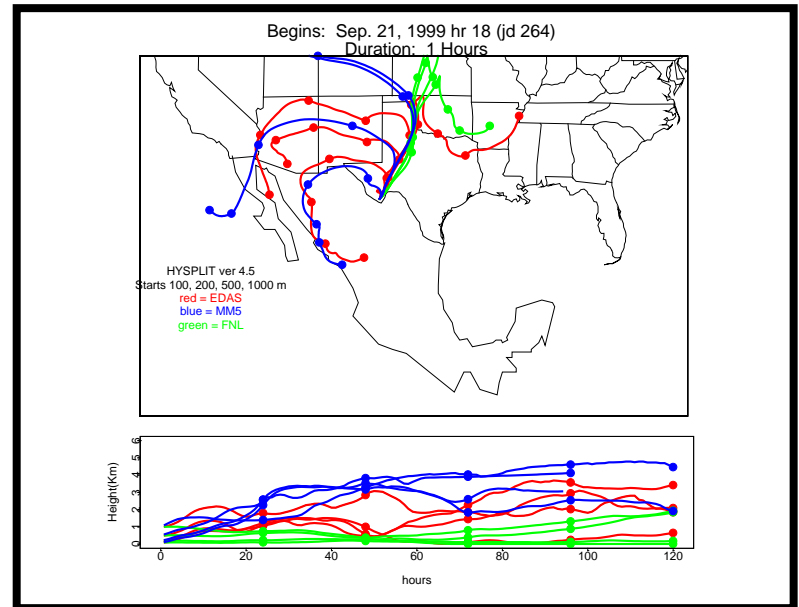 Begins: Sep. 21, 1999 hr 18 (jd 264)
Duration: 1 Hours
HYSPLIT ver 4.5
Starts 100, 200, 500, 1000 m
red = EDAS
blue = MM5
green = FNL
Height(Km)
6
5
4
3
2
1
0
0 20 40 60 80 100 120
hours